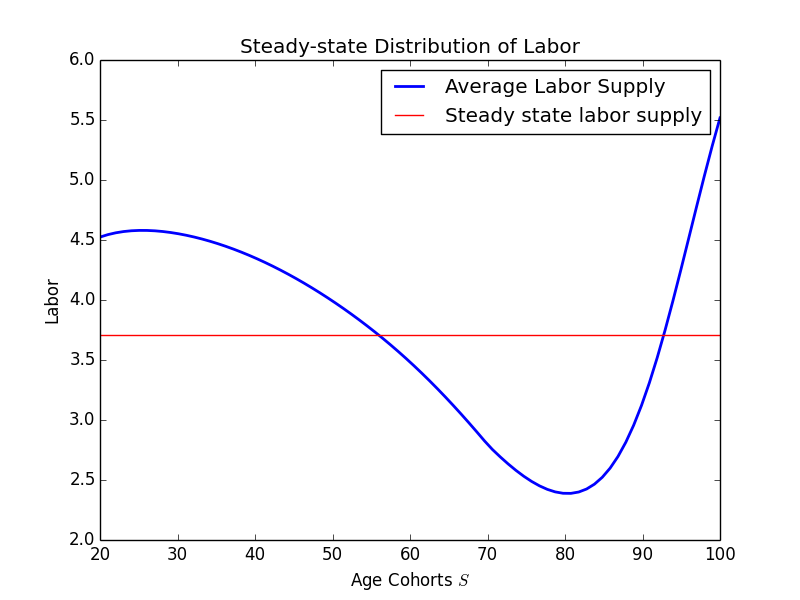 Steady-state Distribution of Labor
6.0
5.5
5.0
4.5
4.0
3.5
3.0
2.5
2.0
Labor
Average Labor Supply
Steady state labor supply
20 30 40 50 60 70 80 90 100
Age Cohorts S